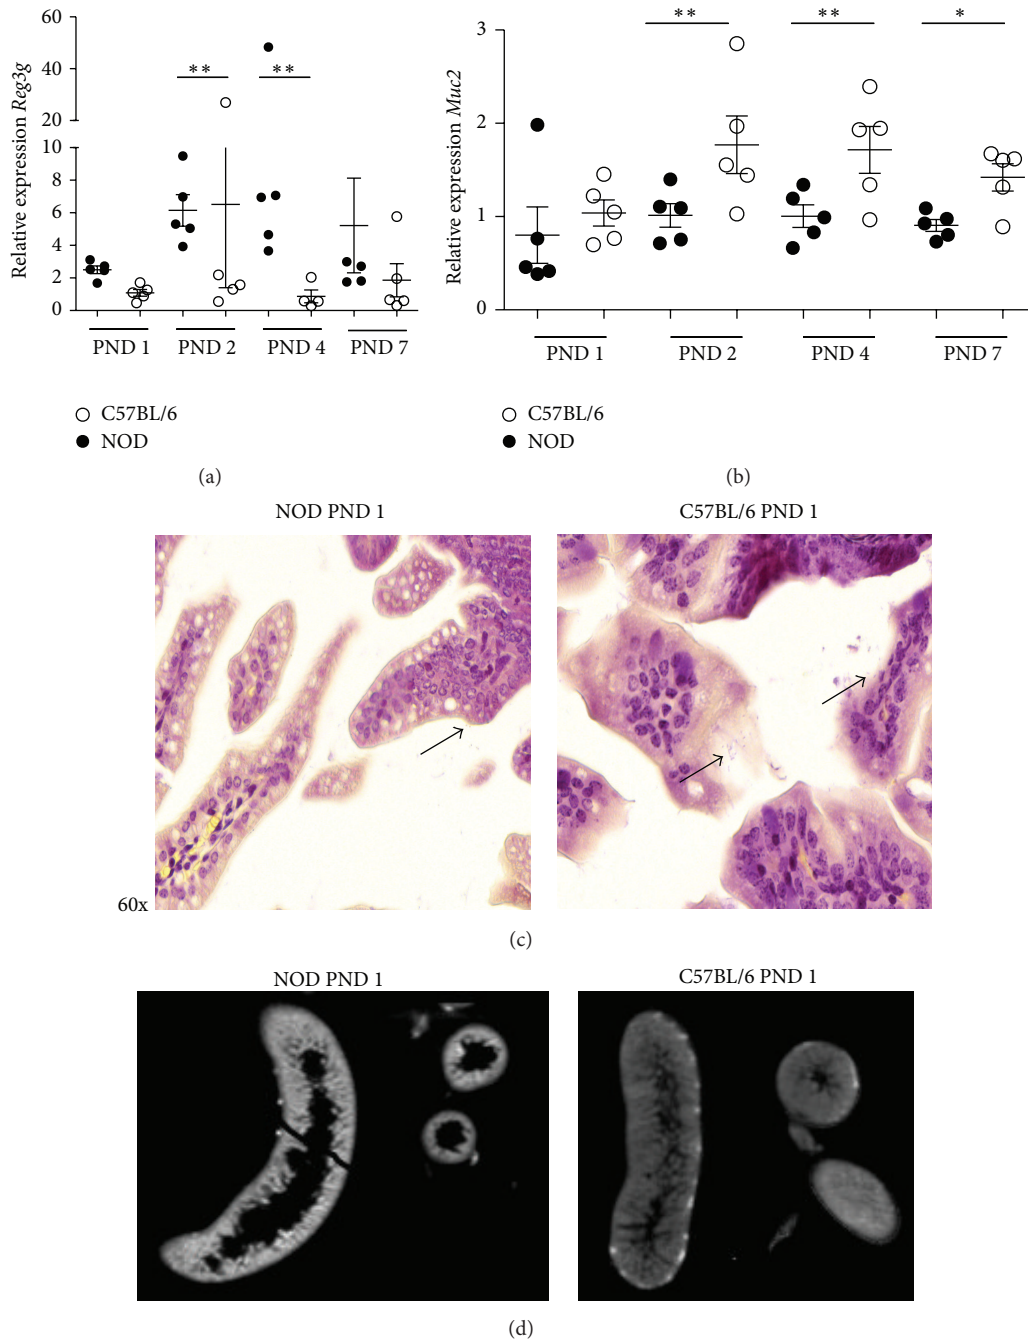 Relative expression Reg3g
60
40
20
10
8
6
4
2
0
**
**
PND 1
PND 2
PND 4
PND 7
C57BL/6
NOD
(a)
Relative expression Muc2
3
2
1
0
**
**
*
PND 1
PND 2
PND 4
PND 7
C57BL/6
NOD
(b)
NOD PND 1
C57BL/6 PND 1
60x
(c)
NOD PND 1
C57BL/6 PND 1
(d)